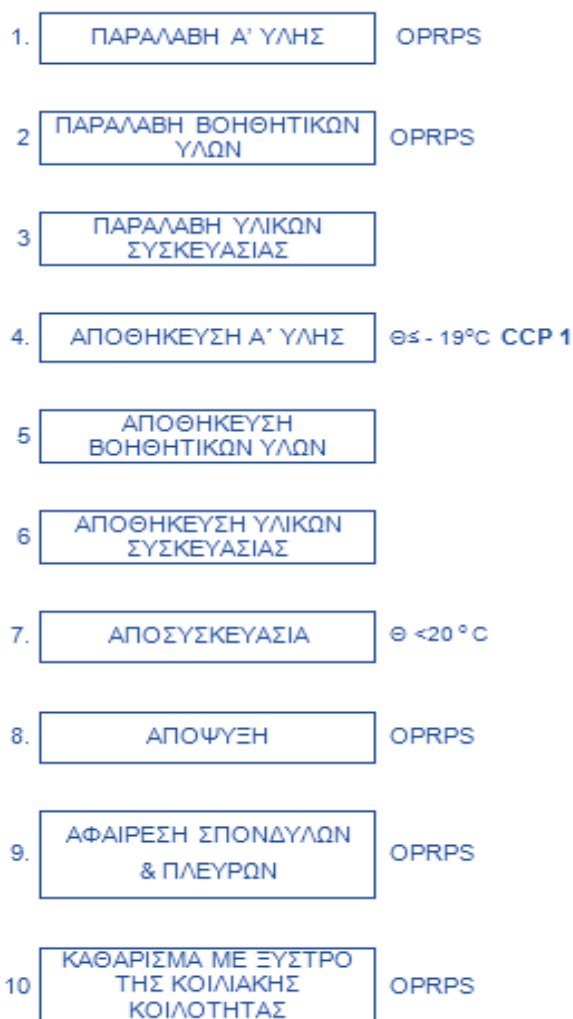 1. ΠΑΡΑΛΑΒΗ Α' ΥΛΗΣ OPRPS
2 ΠΑΡΑΛΑΒΗ ΒΟΗΘΗΤΙΚΩΝ
ΥΛΩΝ OPRPS
3 ΠΑΡΑΛΑΒΗ ΥΛΙΚΩΝ
ΣΥΣΚΕΥΑΣΙΑΣ
4. ΑΠΟΘΗΚΕΥΣΗ Α΄ ΥΛΗΣ Θ≤ - 19°C CCP 1
5 ΑΠΟΘΗΚΕΥΣΗ
ΒΟΗΘΗΤΙΚΩΝ ΥΛΩΝ
6 ΑΠΟΘΗΚΕΥΣΗ ΥΛΙΚΩΝ
ΣΥΣΚΕΥΑΣΙΑΣ
7. ΑΠΟΣΥΣΚΕΥΑΣΙΑ Θ <20 °C
8. ΑΠΟΨΥΞΗ OPRPS
9. ΑΦΑΙΡΕΣΗ ΣΠΟΝΔΥΛΩΝ
& ΠΛΕΥΡΩΝ OPRPS
10 ΚΑΘΑΡΙΣΜΑ ΜΕ ΞΥΣΤΡΟ
ΤΗΣ ΚΟΙΛΙΑΚΗΣ
ΚΟΙΛΟΤΗΤΑΣ OPRPS